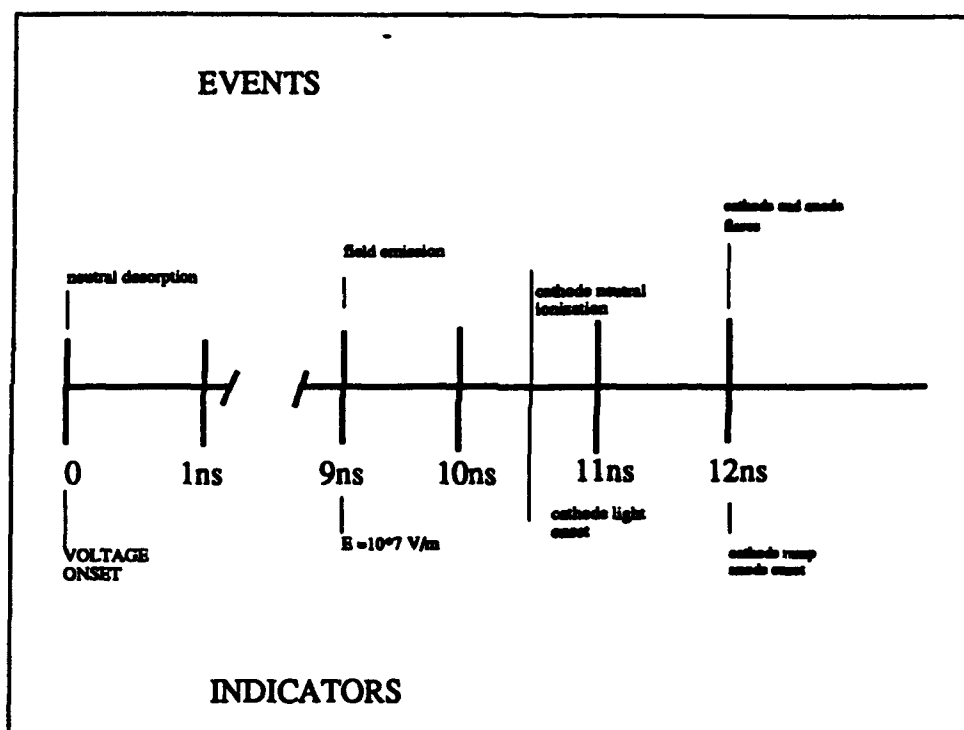 EVENTS
cathode and anode
flares
field emission
neutral desorption
cathode neutral
ionization
0
1ns
9ns
10ns
11ns
12ns
cathode light
onset
E =10*7 V/m
VOLTAGE
ONSET
cathode ramp
anode onset
INDICATORS